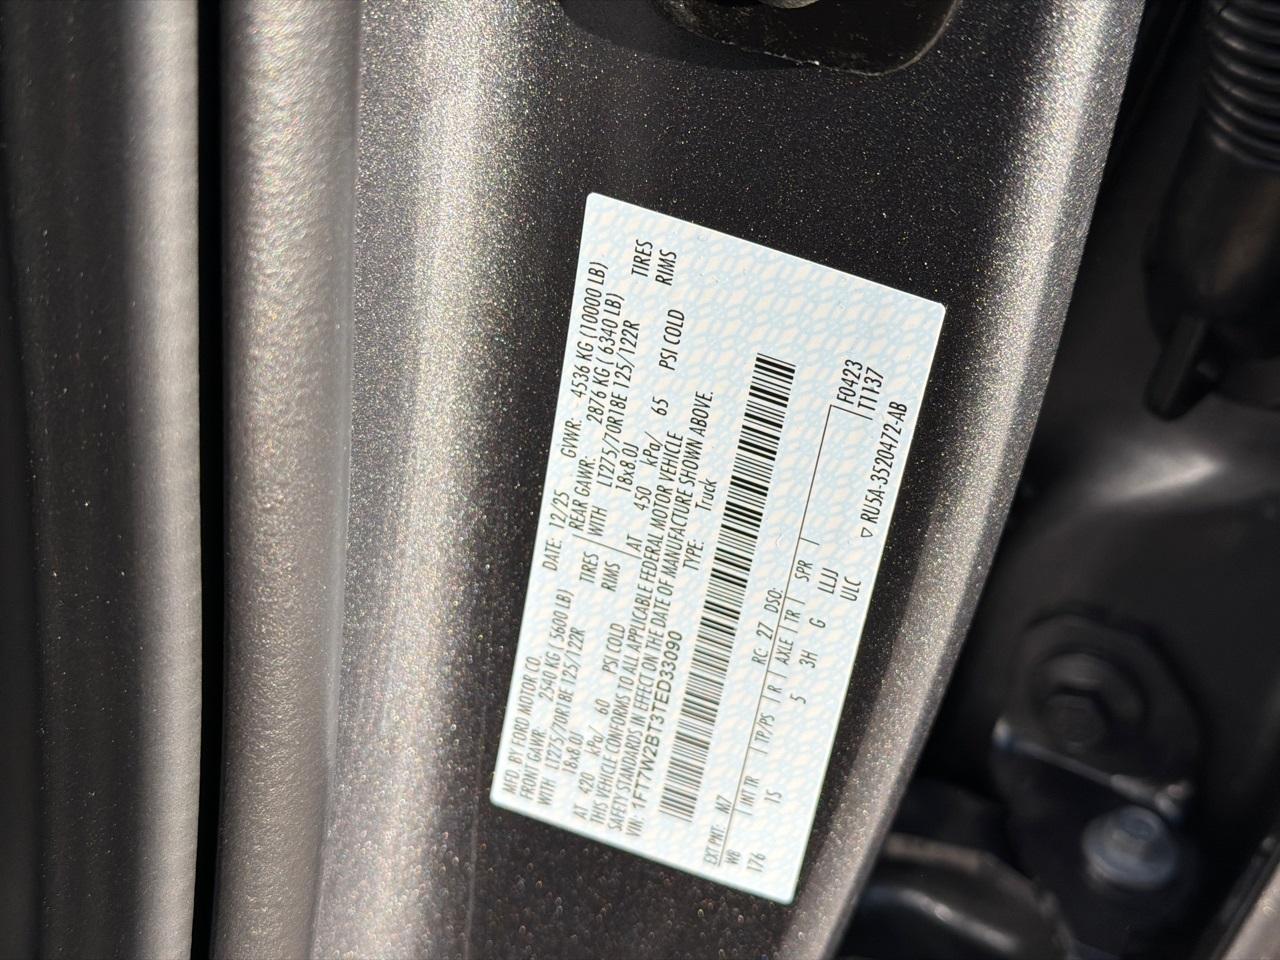 MFD. BY FORD MOTOR CO.
DATE: 12/25 GVWR: 4536 KG (10000 LB)
FRONT GAWR: 2540 KG (5600 LB)
REAR GAWR: 2876 KG ( 6340 LB)
WITH LT275/70R18E 125/122R TIRES
WITH LT275/70R18E 125/122R TIRES
18x8.0J RIMS
18x8.0J RIMS
AT 420 kPa/ 60 PSI COLD
AT 450 kPa/ 65 PSI COLD
THIS VEHICLE CONFORMS TO ALL APPLICABLE FEDERAL MOTOR VEHICLE
SAFETY STANDARDS IN EFFECT ON THE DATE OF MANUFACTURE SHOWN ABOVE.
VIN: 1FT7W2BT3TED33990
TYPE: Truck
EXT PNT: M7 RC: 27 DSO:
F0423
WB INT TR TP/PS R AXLE TR SPR
T1137
176 1S 5 3H G LLJ
ULC
RU5A-3520472-AB